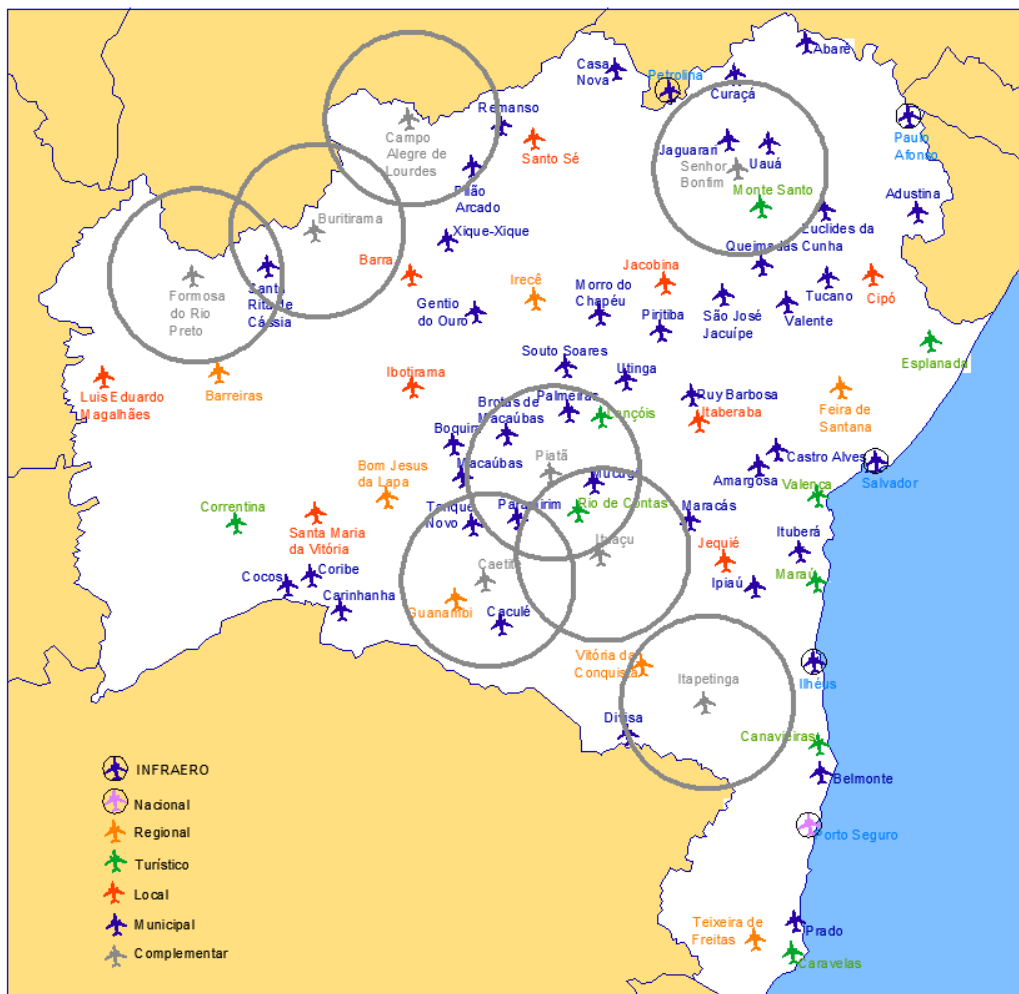 Abaré
Casa
Nova
Petrolina
Curaçá
Remanso
Campo
Alegre de
Lourdes
Santo Sé
Paulo
Afonso
Jaguarari
Uauá
Senhor
Bonfim
Monte Santo
Adustina
Pilão
Arcado
Buritirama
Xique-Xique
Euclides da
Cunha
Queimadas
Barra
Irecê
Jacobina
Morro do
Chapéu
Tucano
Cipó
Formosa
do Rio
Preto
Santa
Rita de
Cássia
Gentio
do Ouro
Piritiba
São José
Jacuípe
Valente
Esplanada
Souto Soares
Utinga
Luis Eduardo
Magalhães
Barreiras
Ibotirama
Brotas de
Macaúbas
Palmeiras
Lençóis
Ruy Barbosa
Itaberaba
Feira de
Santana
Boquira
Piatã
Castro Alves
Salvador
Amargosa
Bom Jesus
da Lapa
Macaúbas
Mucugê
Valença
Correntina
Santa Maria
da Vitória
Tanque
Novo
Paramirim
Rio de Contas
Maracás
Ituberá
Ituaçu
Jequié
Ipiaú
Maraú
Cocos
Coribe
Carinhanha
Caetité
Guanambi
Caculé
Vitória da
Conquista
Itapetinga
Ilhéus
Divisa
Canavieiras
Belmonte
Porto Seguro
Teixeira de
Freitas
Prado
Caravelas
INFRAERO
Nacional
Regional
Turístico
Local
Municipal
Complementar